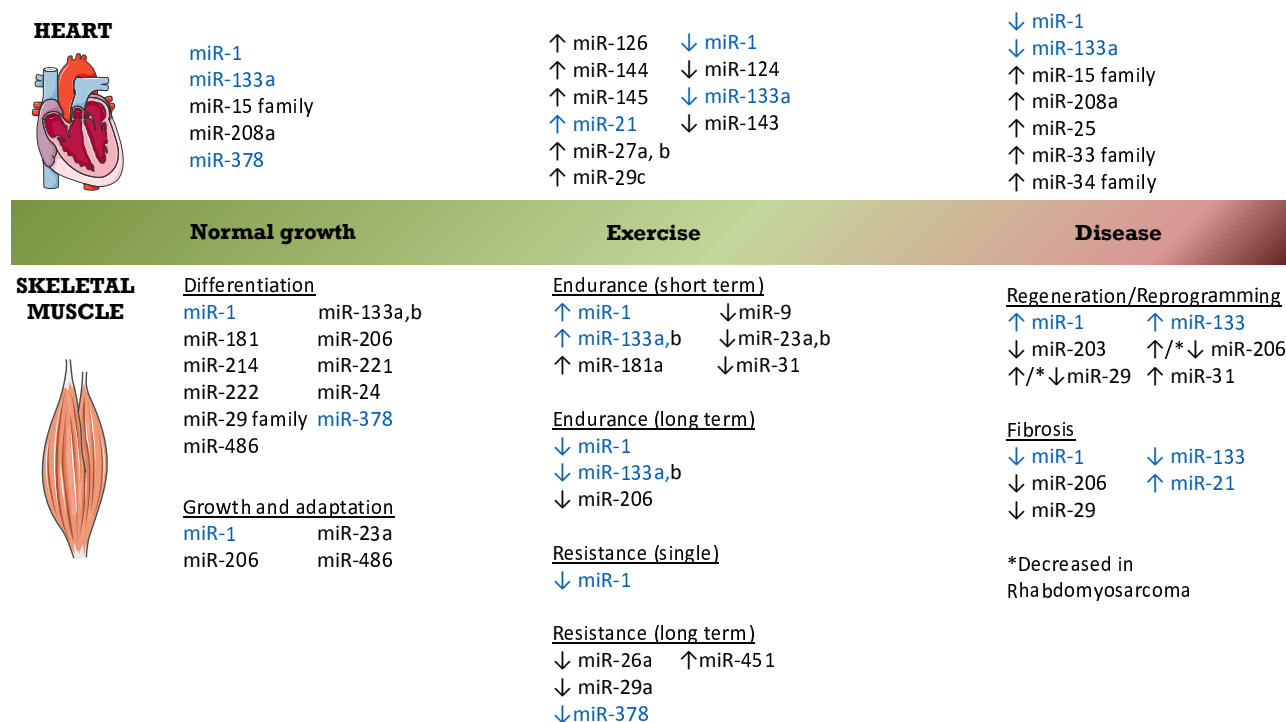 HEART
miR-1
miR-133a
miR-15 family
miR-208a
miR-378
↑ miR-126 ↓ miR-1
↑ miR-144 ↓ miR-124
↑ miR-145 ↓ miR-133a
↑ miR-21 ↓ miR-143
↑ miR-27a, b
↑ miR-29c
↓ miR-1
↓ miR-133a
↑ miR-15 family
↑ miR-208a
↑ miR-25
↑ miR-33 family
↑ miR-34 family
Normal growth Exercise Disease
SKELETAL
MUSCLE
Differentiation
miR-1 miR-133a,b
miR-181 miR-206
miR-214 miR-221
miR-222 miR-24
miR-29 family miR-378
miR-486
Growth and adaptation
miR-1 miR-23a
miR-206 miR-486
Endurance (short term)
↑ miR-1 ↓miR-9
↑ miR-133a,b ↓miR-23a,b
↑ miR-181a ↓miR-31
Endurance (long term)
↓ miR-1
↓ miR-133a,b
↓ miR-206
Resistance (single)
↓ miR-1
Resistance (long term)
↓ miR-26a ↑miR-451
↓ miR-29a
↓miR-378
Regeneration/Reprogramming
↑ miR-1 ↑ miR-133
↓ miR-203 ↑/*↓ miR-206
↑/*↓miR-29 ↑ miR-31
Fibrosis
↓ miR-1 ↓ miR-133
↓ miR-206 ↑ miR-21
↓ miR-29
*Decreased in
Rhabdomyosarcoma